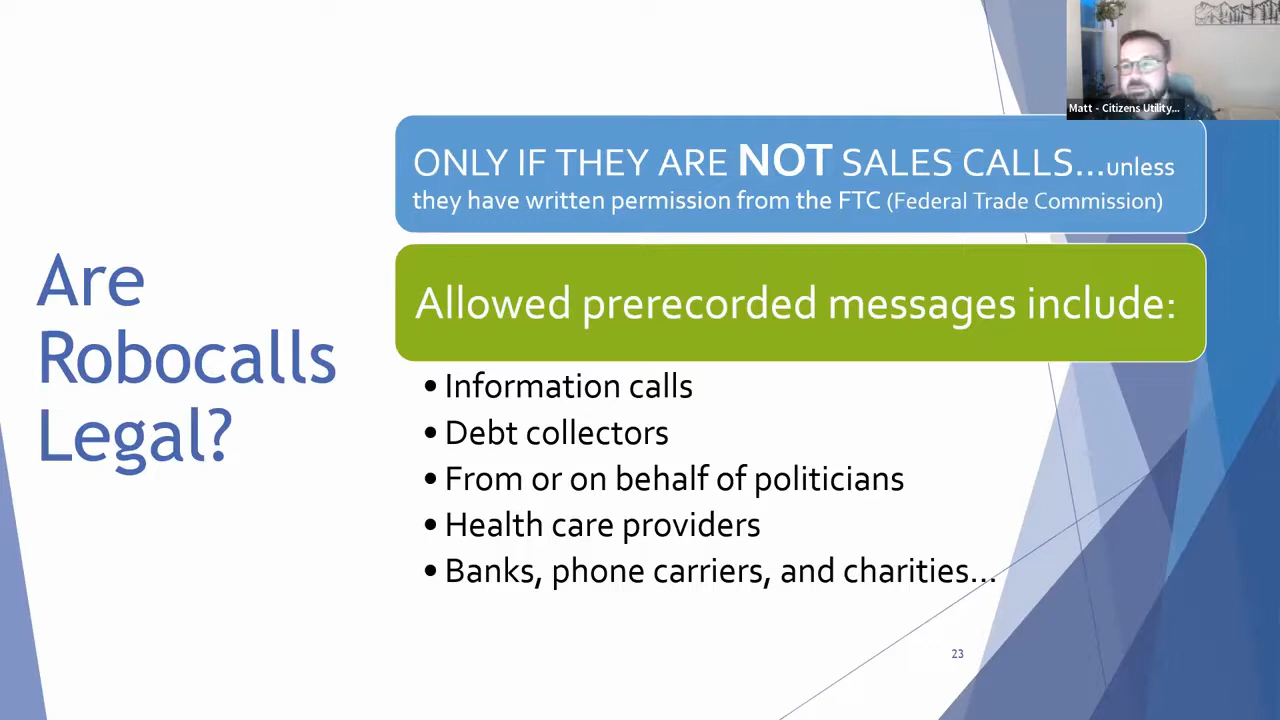 Matt - Citizens Utility...
ONLY IF THEY ARE NOT SALES CALLS...unless
they have written permission from the FTC (Federal Trade Commission)
Are
Robocalls
Legal?
Allowed prerecorded messages include:
• Information calls
• Debt collectors
• From or on behalf of politicians
• Health care providers
• Banks, phone carriers, and charities...
23